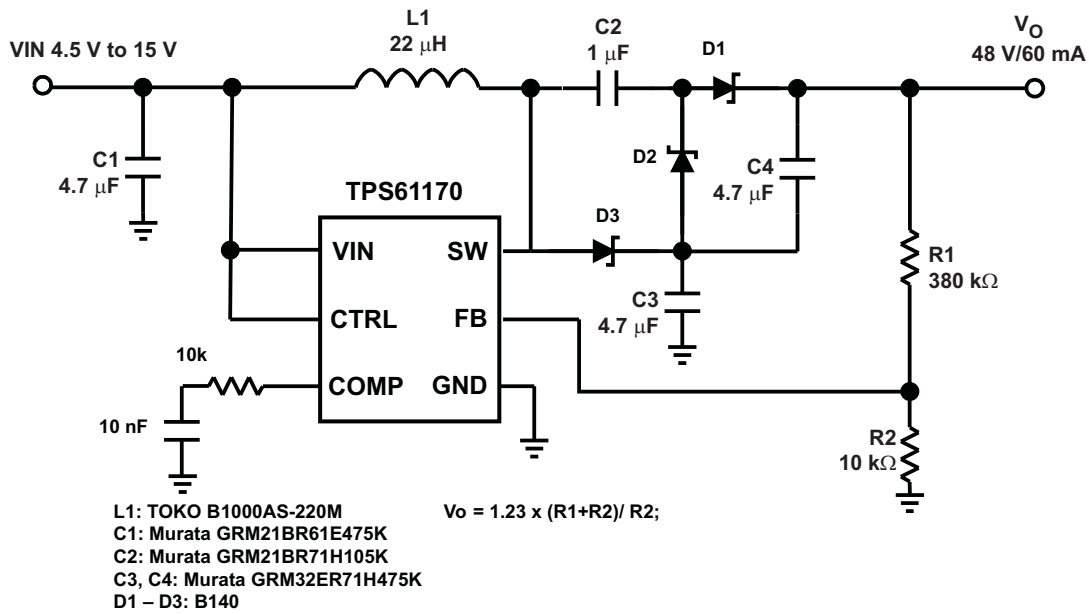 L1
22 μH
VIN 4.5 V to 15 V
C2
1 μF
D1
VO
48 V/60 mA
C1
4.7 μF
D2
C4
4.7 μF
TPS61170
D3
VIN
SW
R1
380 kΩ
C3
4.7 μF
CTRL
FB
10k
COMP
GND
10 nF
R2
10 kΩ
L1: TOKO B1000AS-220M
Vo = 1.23 x (R1+R2)/ R2;
C1: Murata GRM21BR61E475K
C2: Murata GRM21BR71H105K
C3, C4: Murata GRM32ER71H475K
D1 – D3: B140